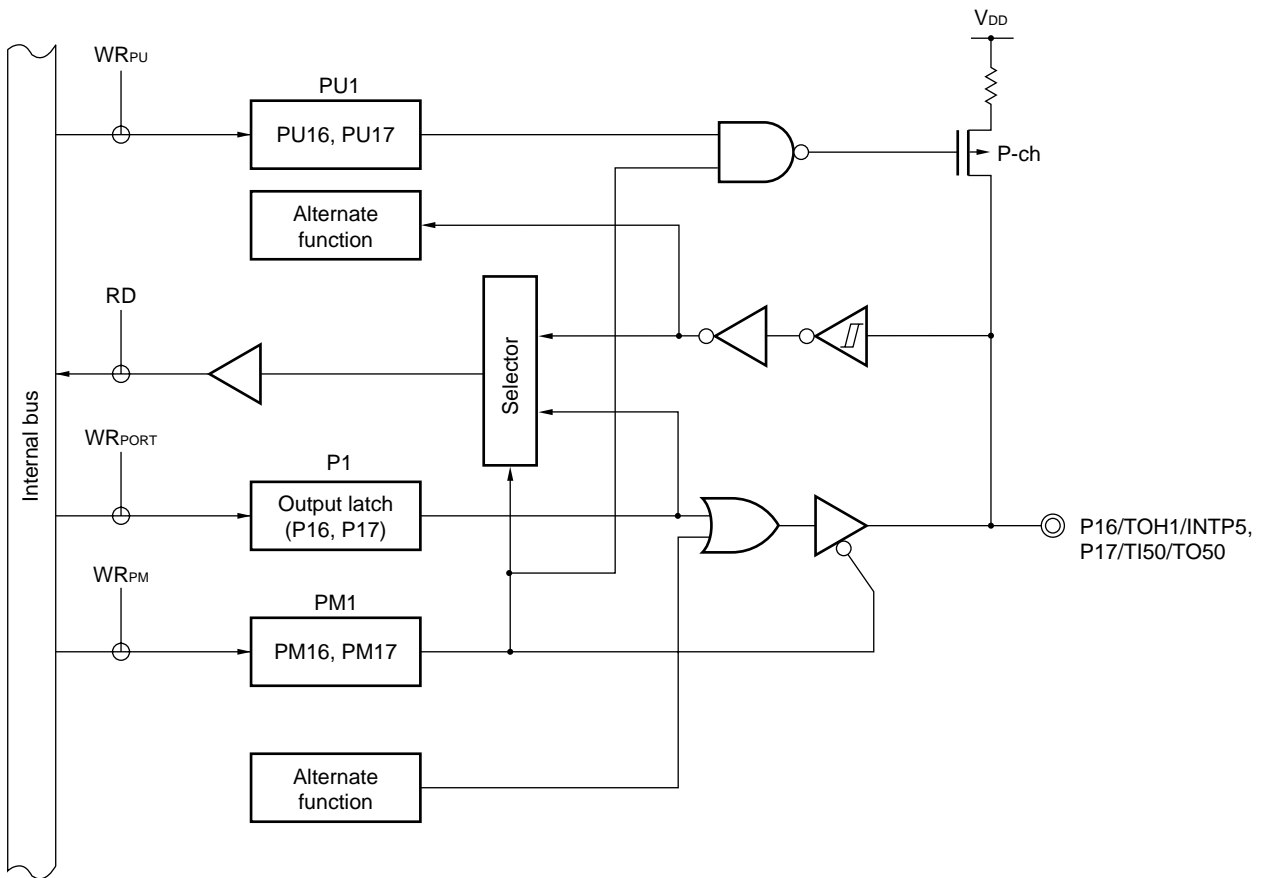 VDD
WRPU
PU1
PU16, PU17
P-ch
Alternate
function
RD
Selector
Internal bus
WRPORT
P1
Output latch
(P16, P17)
P16/TOH1/INTP5,
P17/TI50/TO50
WRPM
PM1
PM16, PM17
Alternate
function